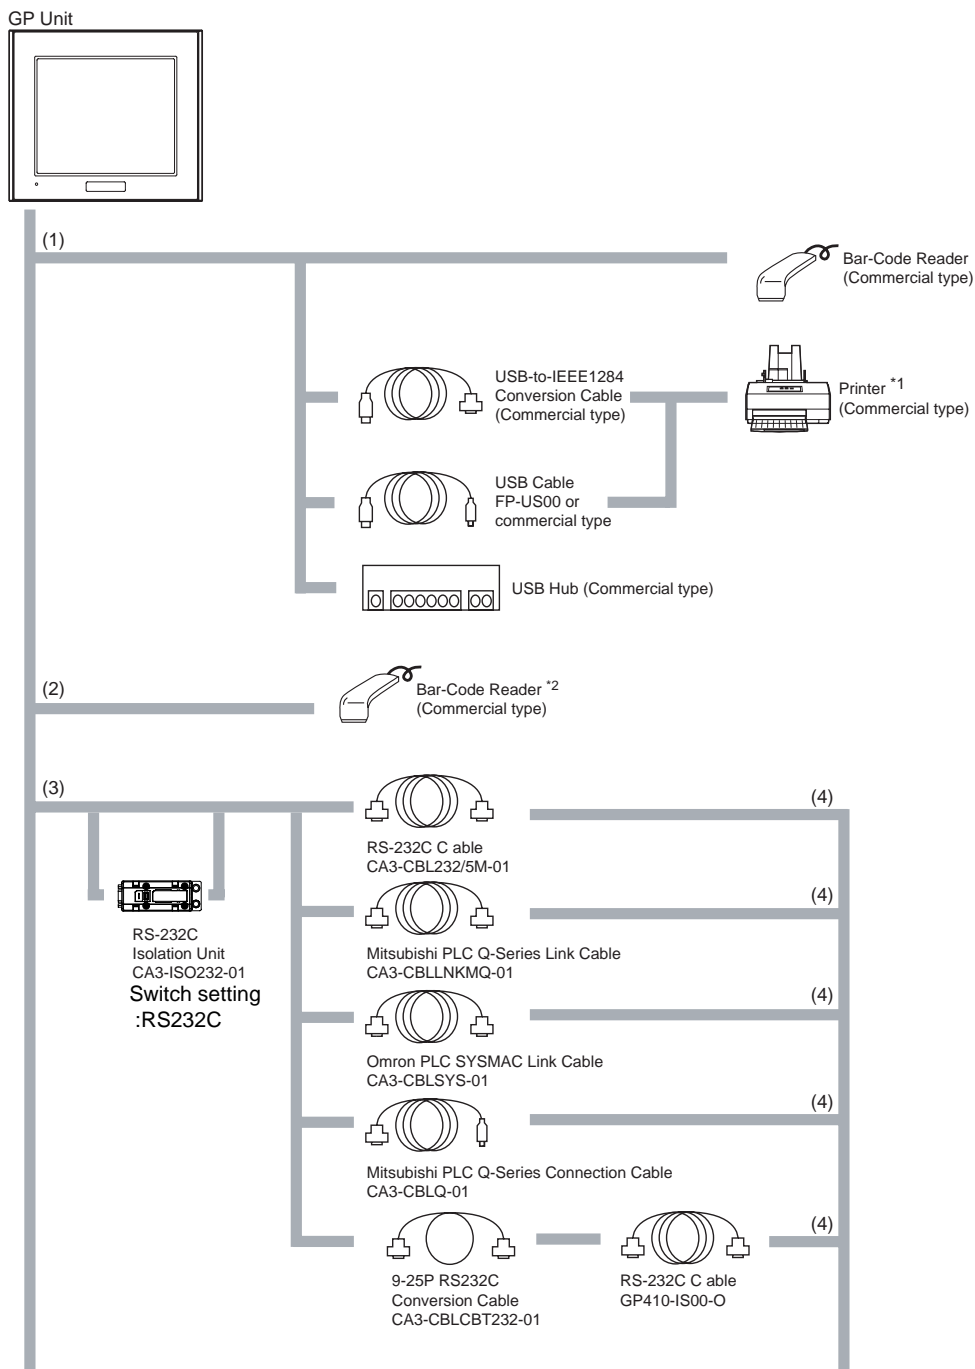 GP Unit
(1)
Bar-Code Reader
(Commercial type)
USB-to-IEEE1284
Conversion Cable
(Commercial type)
Printer *1
(Commercial type)
USB Cable
FP-US00 or
commercial type
USB Hub (Commercial type)
(2)
Bar-Code Reader *2
(Commercial type)
(3)
(4)
RS-232C C able
CA3-CBL232/5M-01
RS-232C
Isolation Unit
CA3-ISO232-01
Switch setting
:RS232C
(4)
Mitsubishi PLC Q-Series Link Cable
CA3-CBLLNKMQ-01
(4)
Omron PLC SYSMAC Link Cable
CA3-CBLSYS-01
(4)
Mitsubishi PLC Q-Series Connection Cable
CA3-CBLQ-01
(4)
9-25P RS232C
Conversion Cable
CA3-CBLCBT232-01
RS-232C C able
GP410-IS00-O